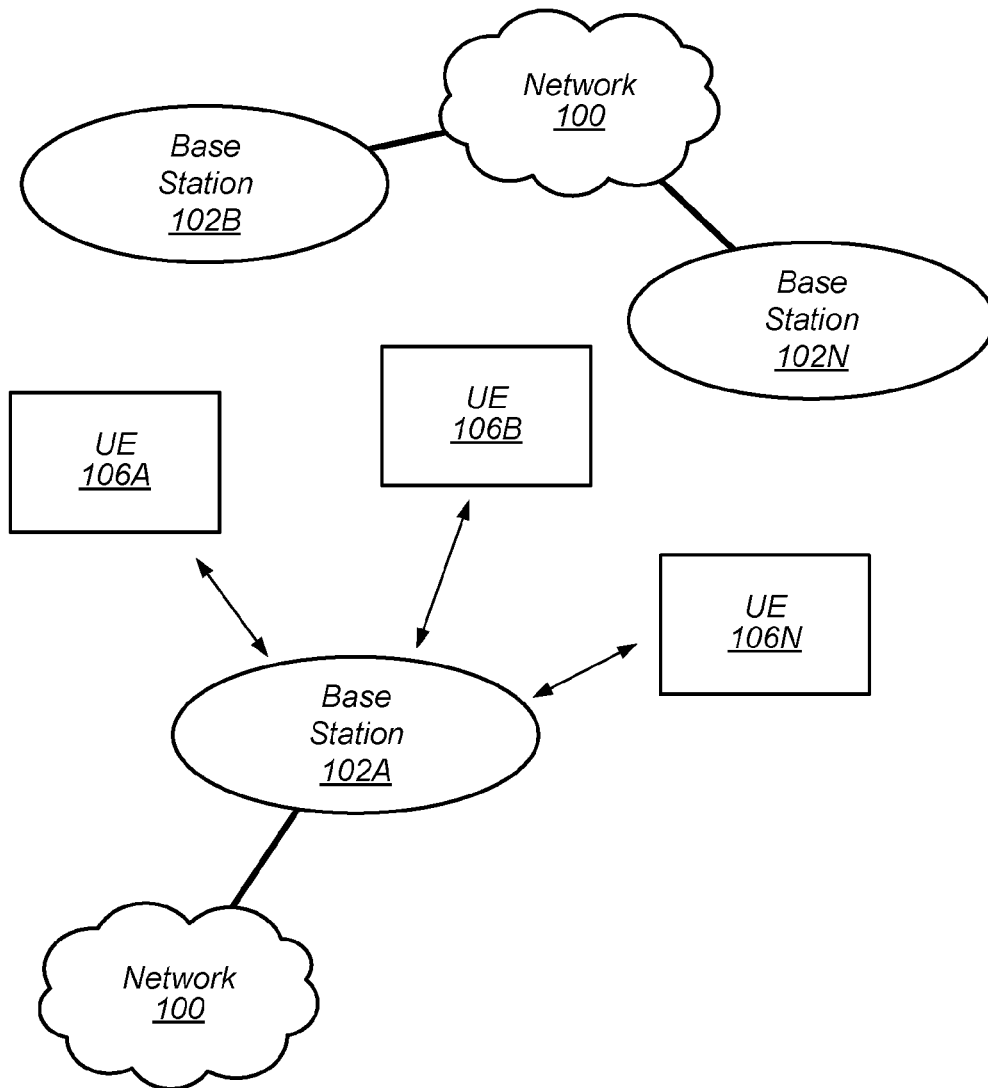 Network
100
Base
Station
102B
Base
Station
102N
UE
106B
UE
106A
UE
106N
Base
Station
102A
Network
100